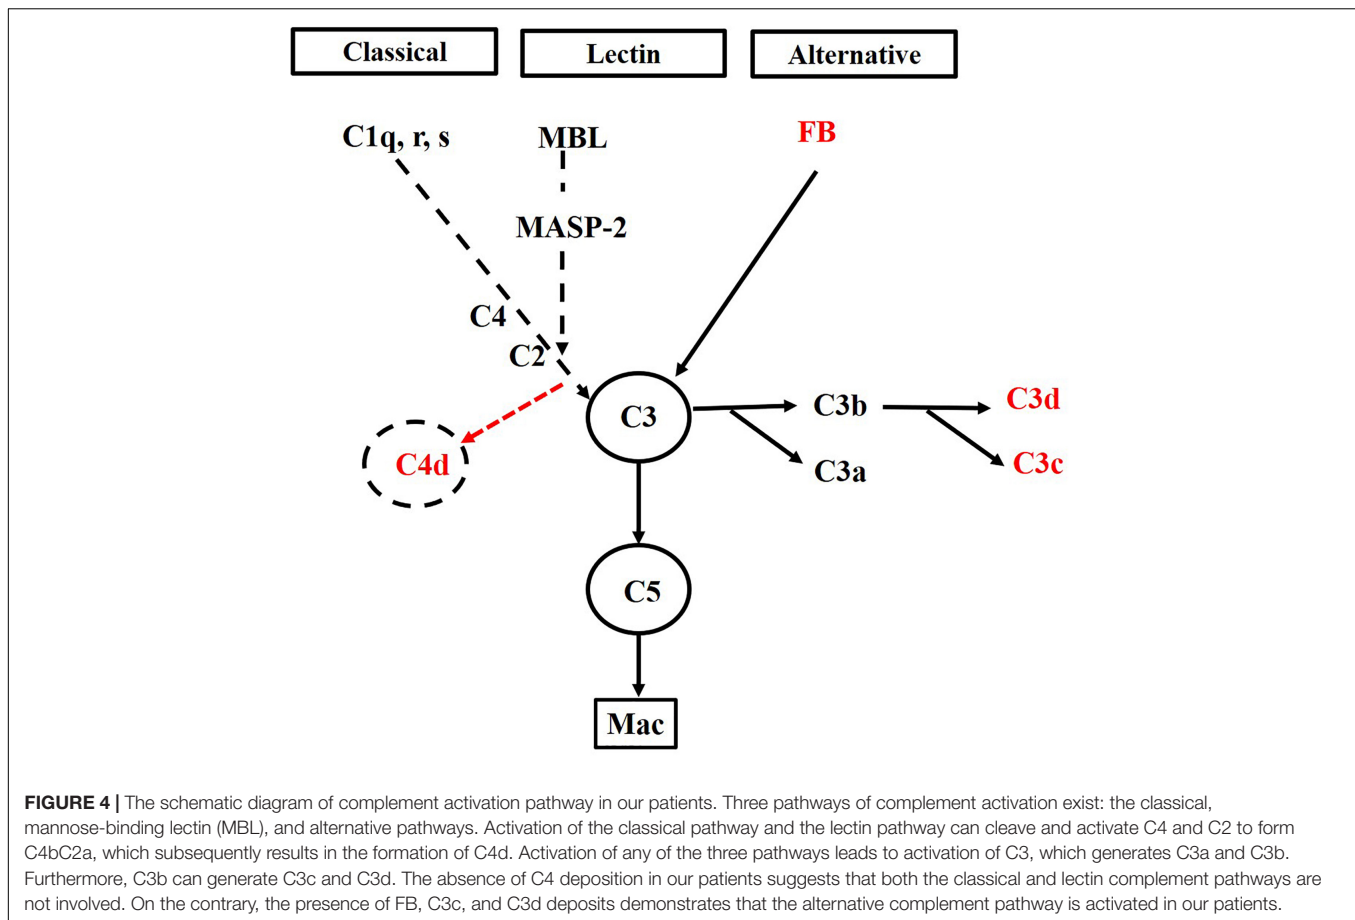 Classical
Lectin
Alternative
C1q, r, s
MBL
FB
MASP-2
C4
C2
C3
C3b
C3d
C4d
C3a
C3c
C5
Mac
FIGURE 4 | The schematic diagram of complement activation pathway in our patients. Three pathways of complement activation exist: the classical,
mannose-binding lectin (MBL), and alternative pathways. Activation of the classical pathway and the lectin pathway can cleave and activate C4 and C2 to form
C4bC2a, which subsequently results in the formation of C4d. Activation of any of the three pathways leads to activation of C3, which generates C3a and C3b.
Furthermore, C3b can generate C3c and C3d. The absence of C4 deposition in our patients suggests that both the classical and lectin complement pathways are
not involved. On the contrary, the presence of FB, C3c, and C3d deposits demonstrates that the alternative complement pathway is activated in our patients.